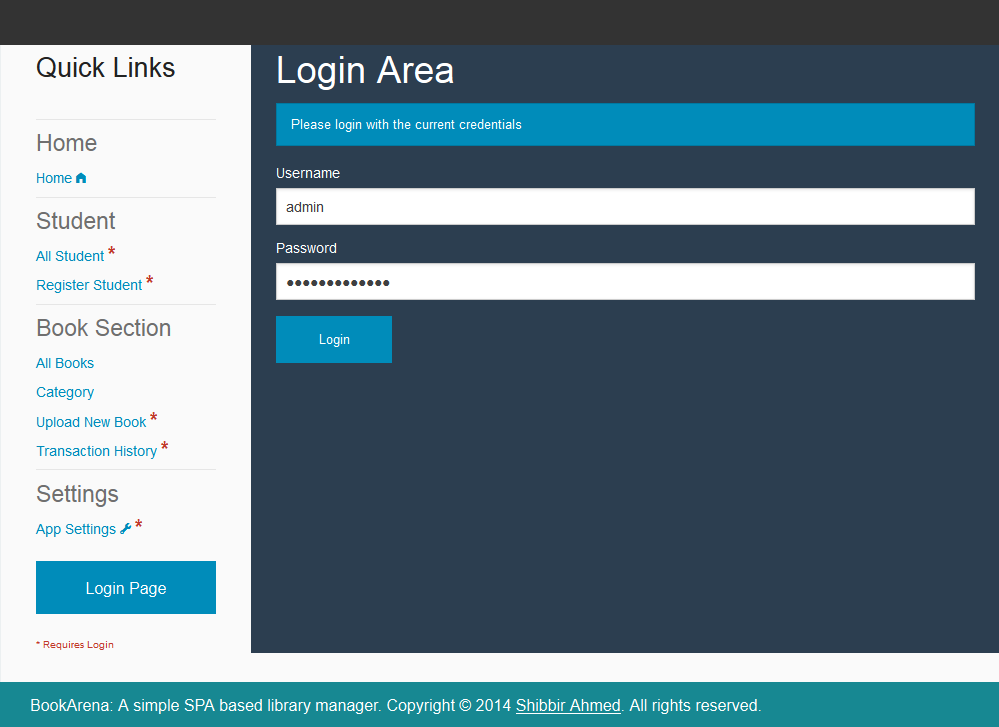 Quick Links
Home
Home
Student
All Student *
Register Student *
Book Section
All Books
Category
Upload New Book *
Transaction History *
Settings
App Settings *
Login Page
* Requires Login
Login Area
Please login with the current credentials
Username
admin
Password
•••••••••••••
Login
BookArena: A simple SPA based library manager. Copyright © 2014 Shibbir Ahmed. All rights reserved.